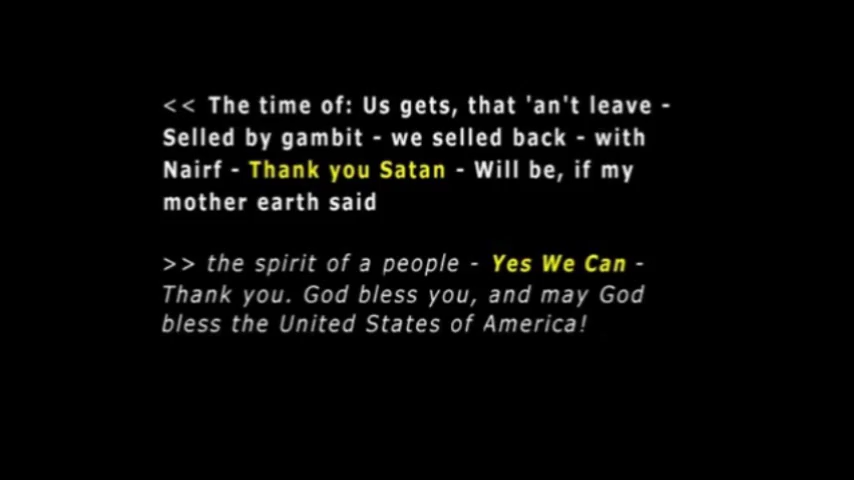 << The time of: Us gets, that 'an't leave -
Selled by gambit - we selled back - with
Nairf - Thank you Satan - Will be, if my
mother earth said
>> the spirit of a people - Yes We Can -
Thank you. God bless you, and may God
bless the United States of America!